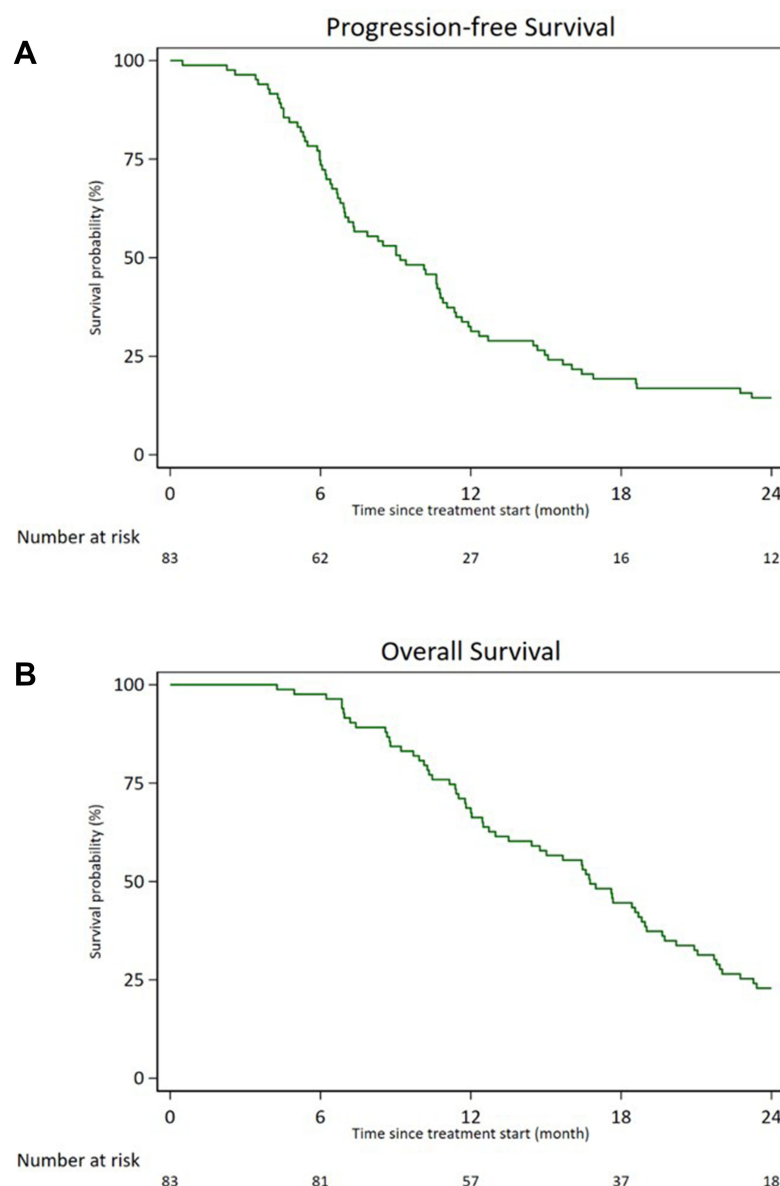 A
Progression-free Survival
Survival probability (%)
100
75
50
25
0
0 6 12 18 24
Time since treatment start (month)
Number at risk
83 62 27 16 12
B
Overall Survival
Survival probability (%)
100
75
50
25
0
0 6 12 18 24
Time since treatment start (month)
Number at risk
83 81 57 37 18